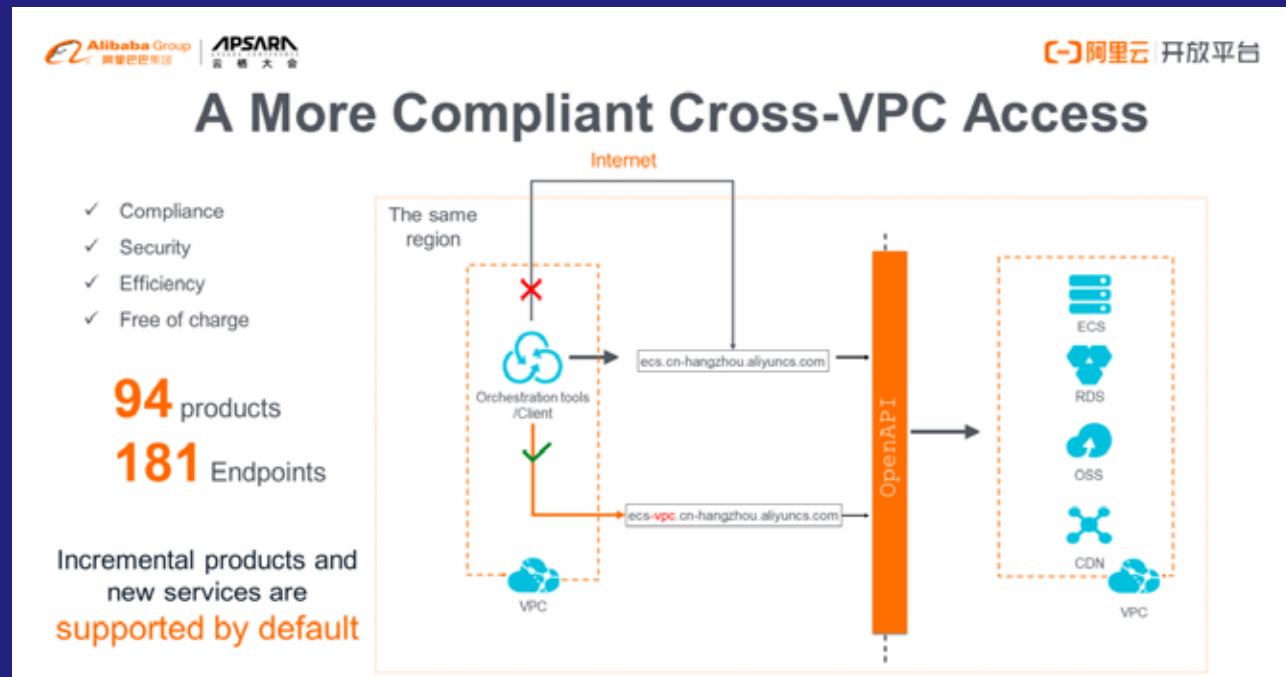 Alibaba Group
阿里巴巴集团
APSARA
APSARA CONFERENCE
云栖大会
阿里云 开放平台
A More Compliant Cross-VPC Access
✓ Compliance
✓ Security
✓ Efficiency
✓ Free of charge
94 products
181 Endpoints
Incremental products and
new services are
supported by default
Internet
The same
region
Orchestration tools
/Client
VPC
ecs.cn-hangzhou.aliyuncs.com
ecs-vpc.cn-hangzhou.aliyuncs.com
OpenAPI
ECS
RDS
OSS
CDN
VPC